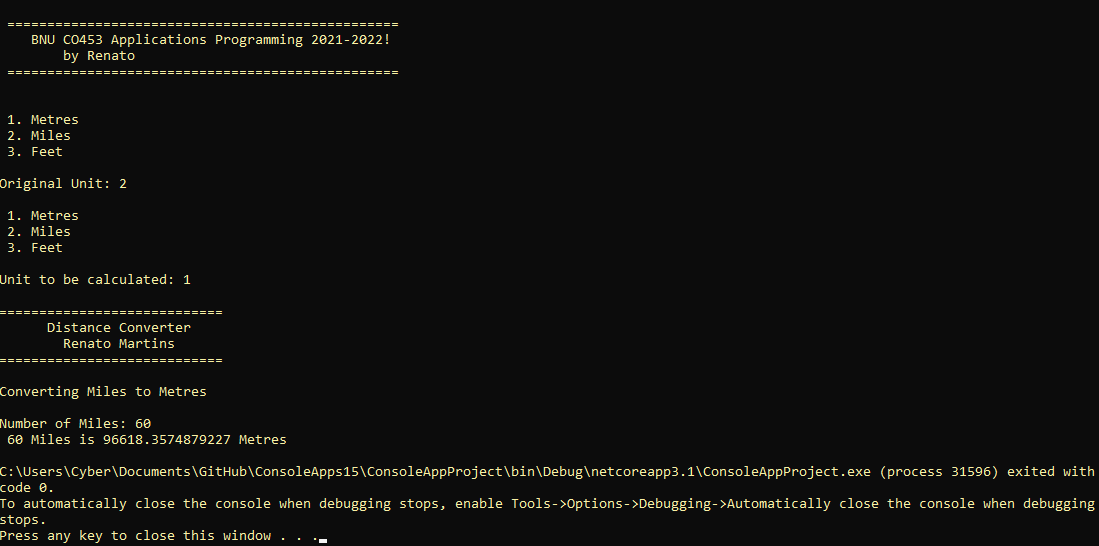 =================================================
BNU CO453 Applications Programming 2021-2022!
by Renato
=================================================
1. Metres
2. Miles
3. Feet
Original Unit: 2
1. Metres
2. Miles
3. Feet
Unit to be calculated: 1
============================
Distance Converter
Renato Martins
============================
Converting Miles to Metres
Number of Miles: 60
60 Miles is 96618.3574879227 Metres
C:\Users\Cyber\Documents\GitHub\ConsoleApps15\ConsoleAppProject\bin\Debug\netcoreapp3.1\ConsoleAppProject.exe (process 31596) exited with
code 0.
To automatically close the console when debugging stops, enable Tools->Options->Debugging->Automatically close the console when debugging
stops.
Press any key to close this window . . .